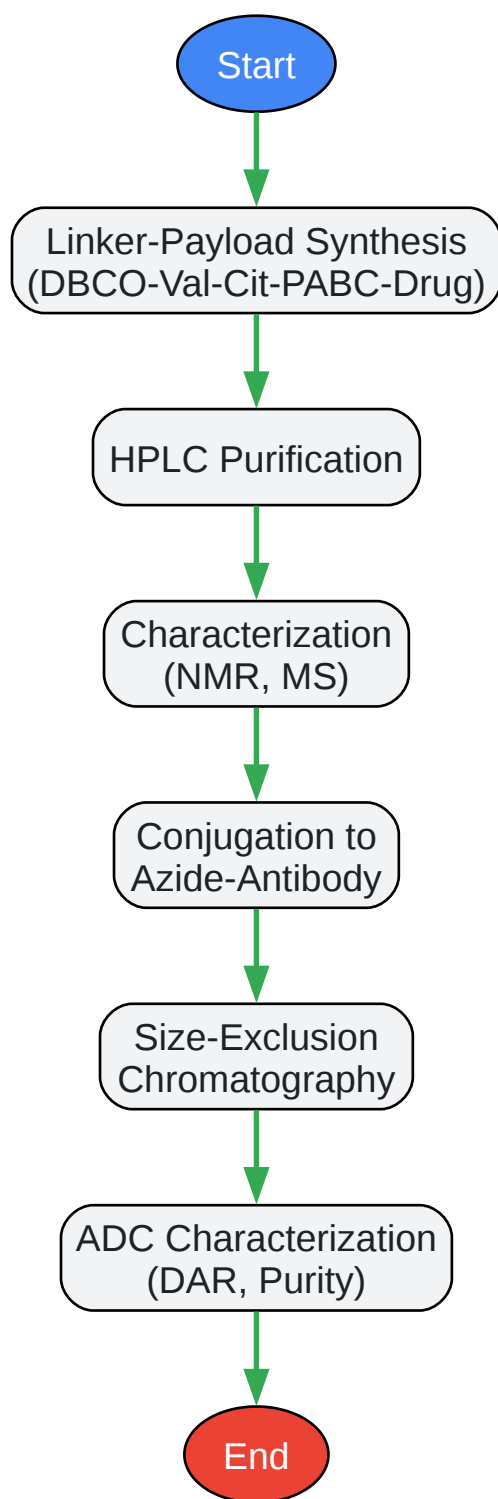 Start
Linker-Payload Synthesis
(DBCO-Val-Cit-PABC-Drug)
HPLC Purification
Characterization
(NMR, MS)
Conjugation to
Azide-Antibody
Size-Exclusion
Chromatography
ADC Characterization
(DAR, Purity)
End